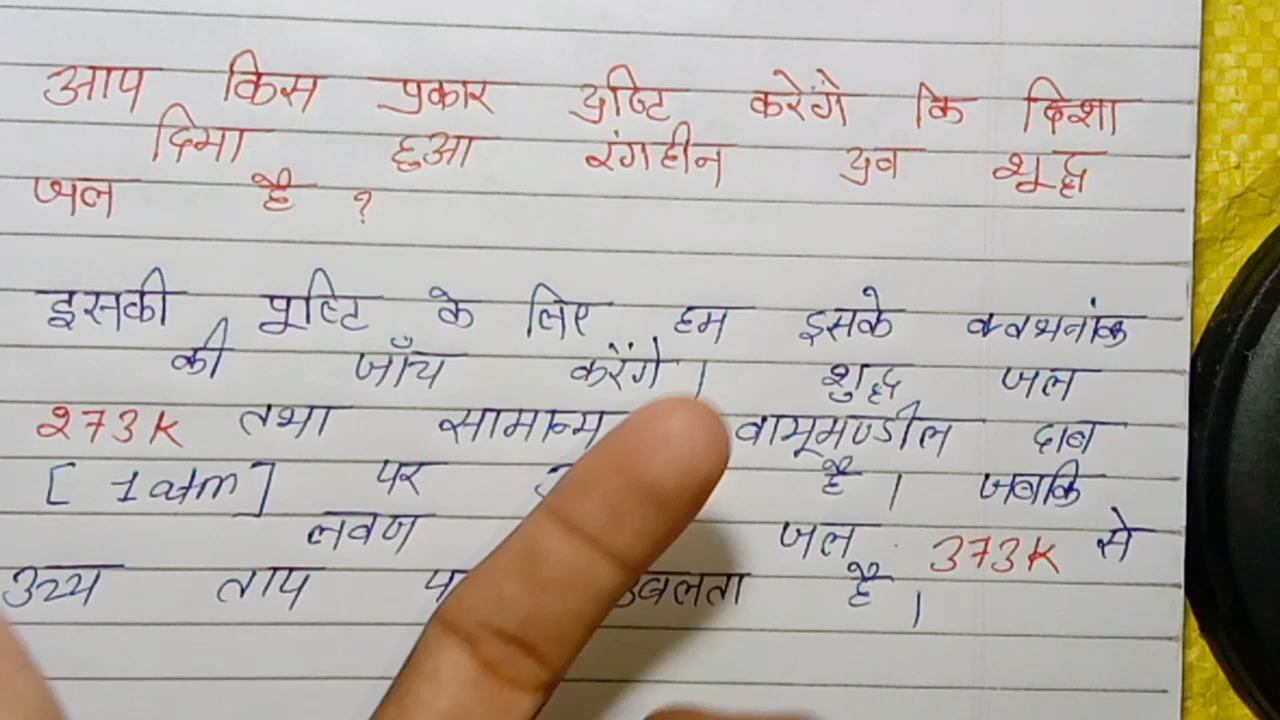 आप किस प्रकार पुष्टि करेंगे कि दिशा
दिमा हुआ रंगहीन द्रव शूद्ध
जल है ?
इसकी पूष्टि के लिए हम इसके क्वथनांक
की जाँच करेंगे । शुद्ध जल
273K तथा सामान्म वामूमण्डील दाब
[ 1atm ] पर है । जबकि
लवण जल 373K से
उच्य ताप उबलता है ।